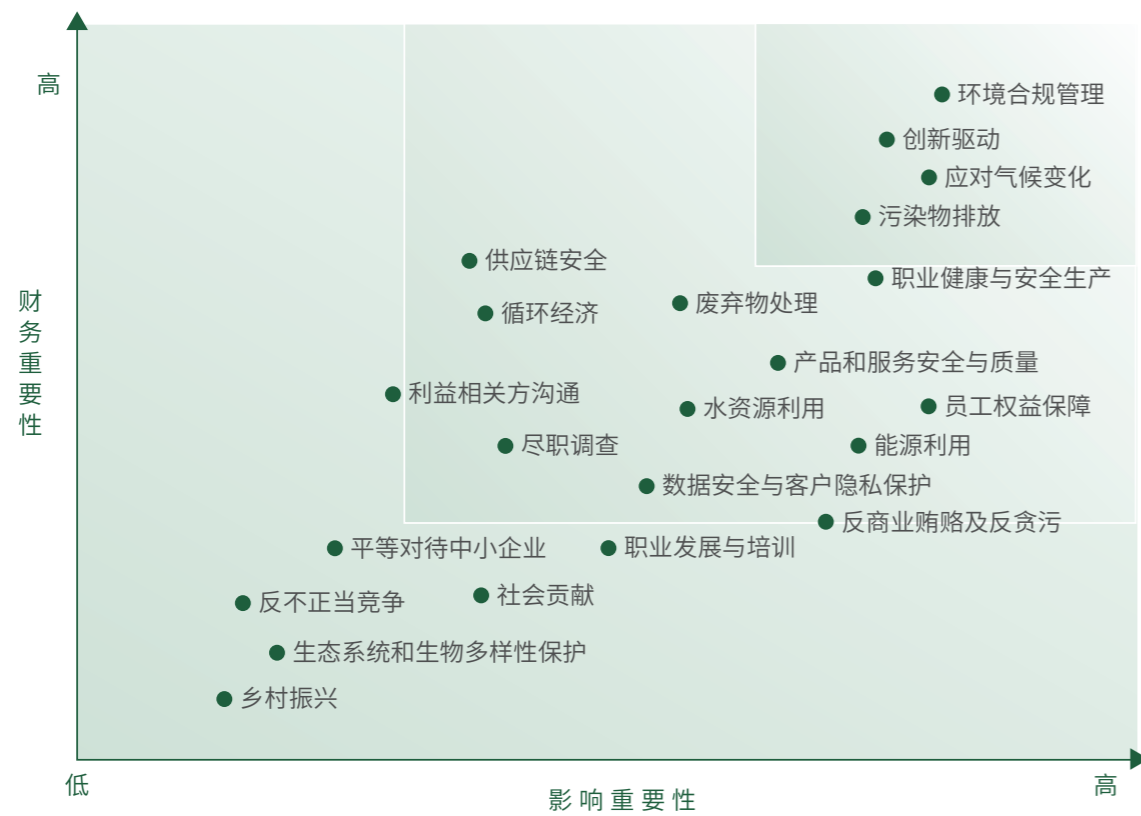 高
环境合规管理
创新驱动
应对气候变化
污染物排放
供应链安全
职业健康与安全生产
财务重要性
循环经济
废弃物处理
产品和服务安全与质量
利益相关方沟通
水资源利用
员工权益保障
尽职调查
能源利用
数据安全与客户隐私保护
反商业贿赂及反贪污
平等对待中小企业
职业发展与培训
反不正当竞争
社会贡献
生态系统和生物多样性保护
乡村振兴
低
影响重要性
高